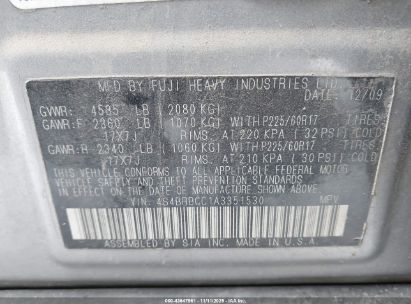 MFD BY FUJI HEAVY INDUSTRIES
DATE: 12/09
GVWR: 4585 LB (2080 KG)
GAWR:F 2360 LB (1070 KG) WITH P225/60R17 TIRES
17X7J RIMS, AT 220 KPA (32 PSI) COLD
GAWR:R 2340 LB (1060 KG) WITH P225/60R17 TIRES
17X7J RIMS, AT 210 KPA (30 PSI) COLD
THIS VEHICLE CONFORMS TO ALL APPLICABLE FEDERAL MOTOR
VEHICLE SAFETY, BUMPER AND THEFT PREVENTION STANDARDS
IN EFFECT ON THE DATE OF MANUFACTURE SHOWN ABOVE.
VIN: 4S4BRBCC1A3351530 MPV
ASSEMBLED BY SIA INC. MADE IN U.S.A.